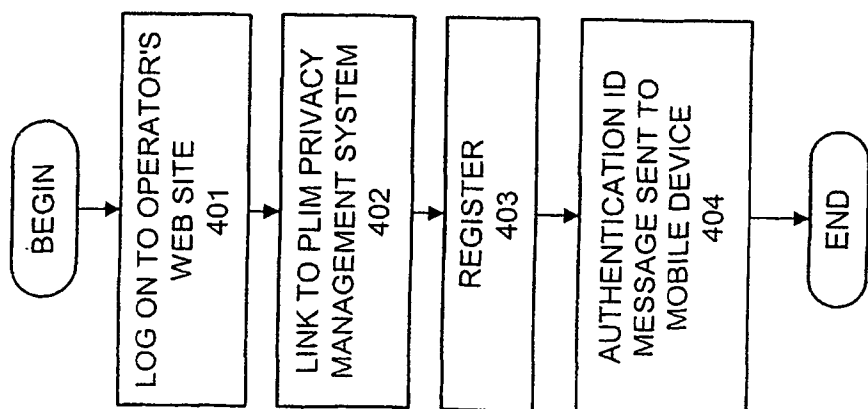 BEGIN
LOG ON TO OPERATOR'S
WEB SITE
401
LINK TO PLIM PRIVACY
MANAGEMENT SYSTEM
402
REGISTER
403
AUTHENTICATION ID
MESSAGE SENT TO
MOBILE DEVICE
404
END